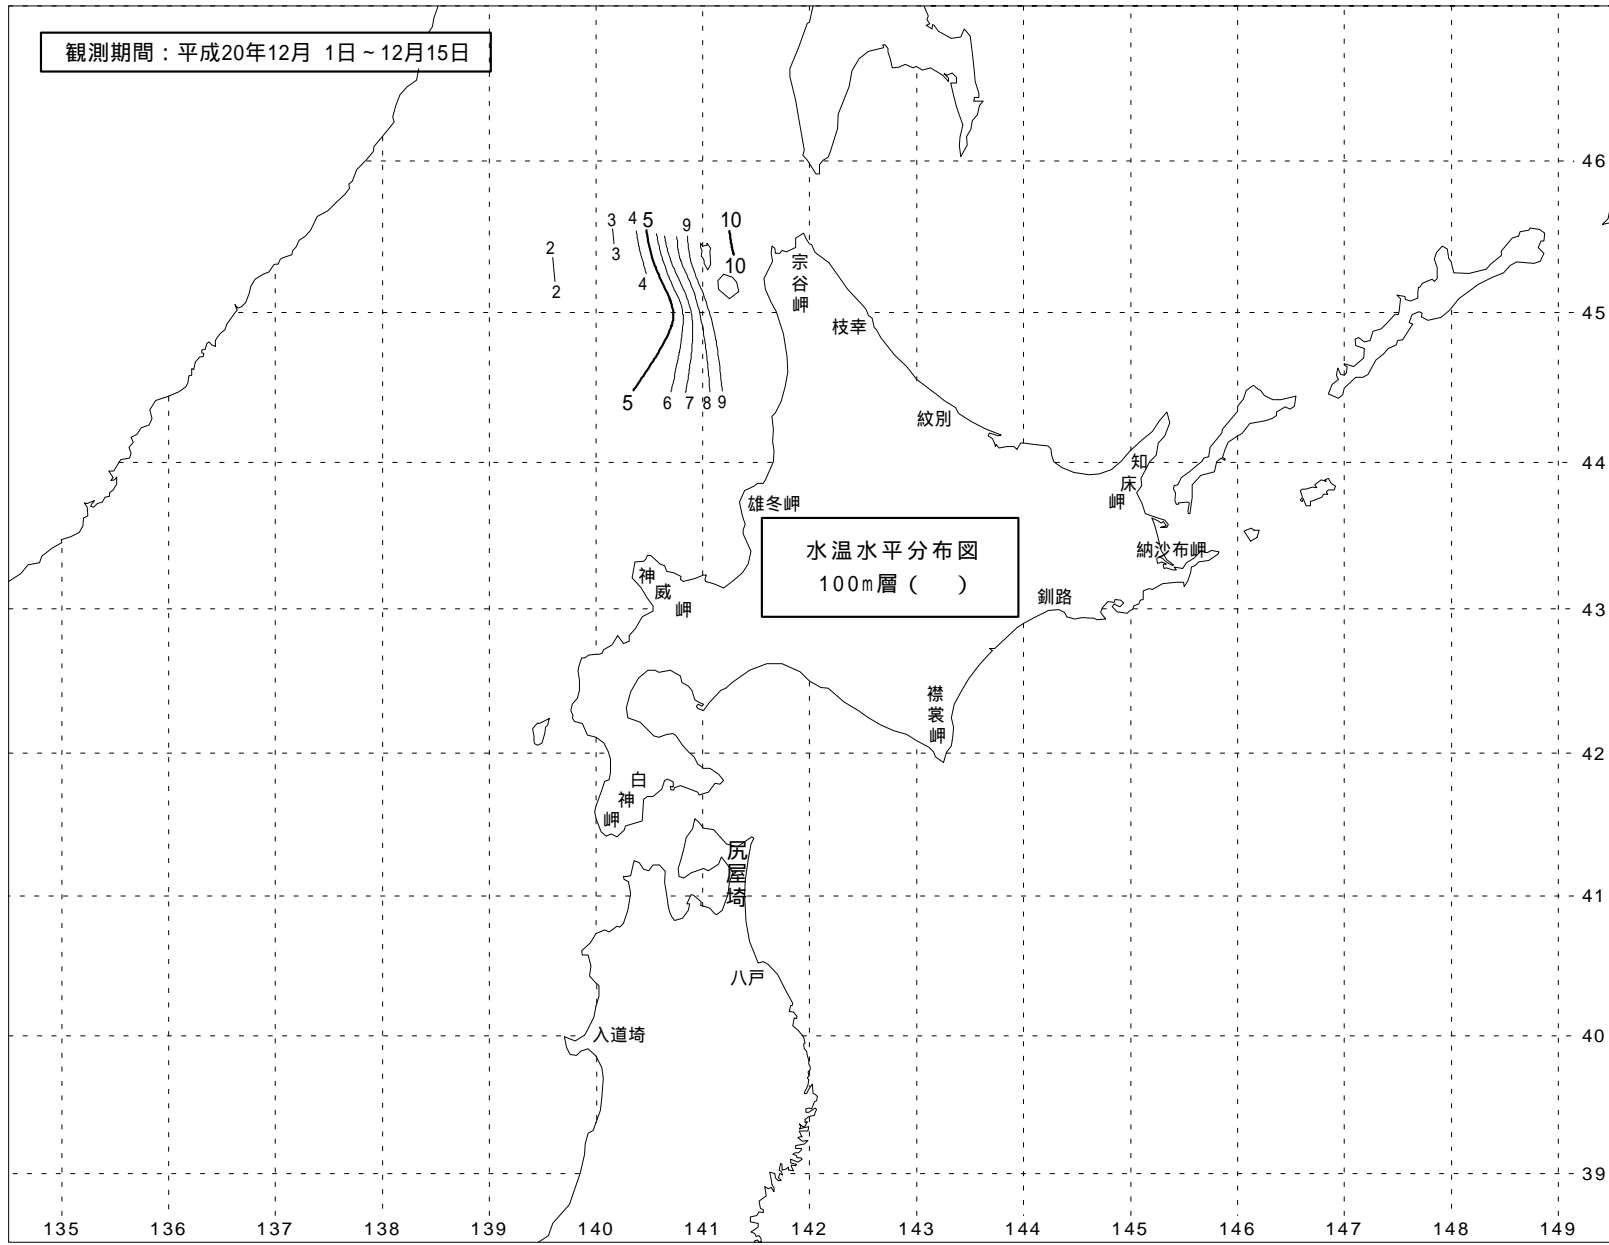 観測期間：平成20年12月 1日～12月15日
46
3 4 5 9 10
2 3 10
2 4
宗谷岬
45
枝幸
5 6 7 8 9
紋別
44
知床岬
雄冬岬
水温水平分布図
100m層（　）
納沙布岬
神威岬
釧路
43
襟裳岬
42
白神岬
尻屋埼
41
八戸
入道埼
40
39
135 136 137 138 139 140 141 142 143 144 145 146 147 148 149